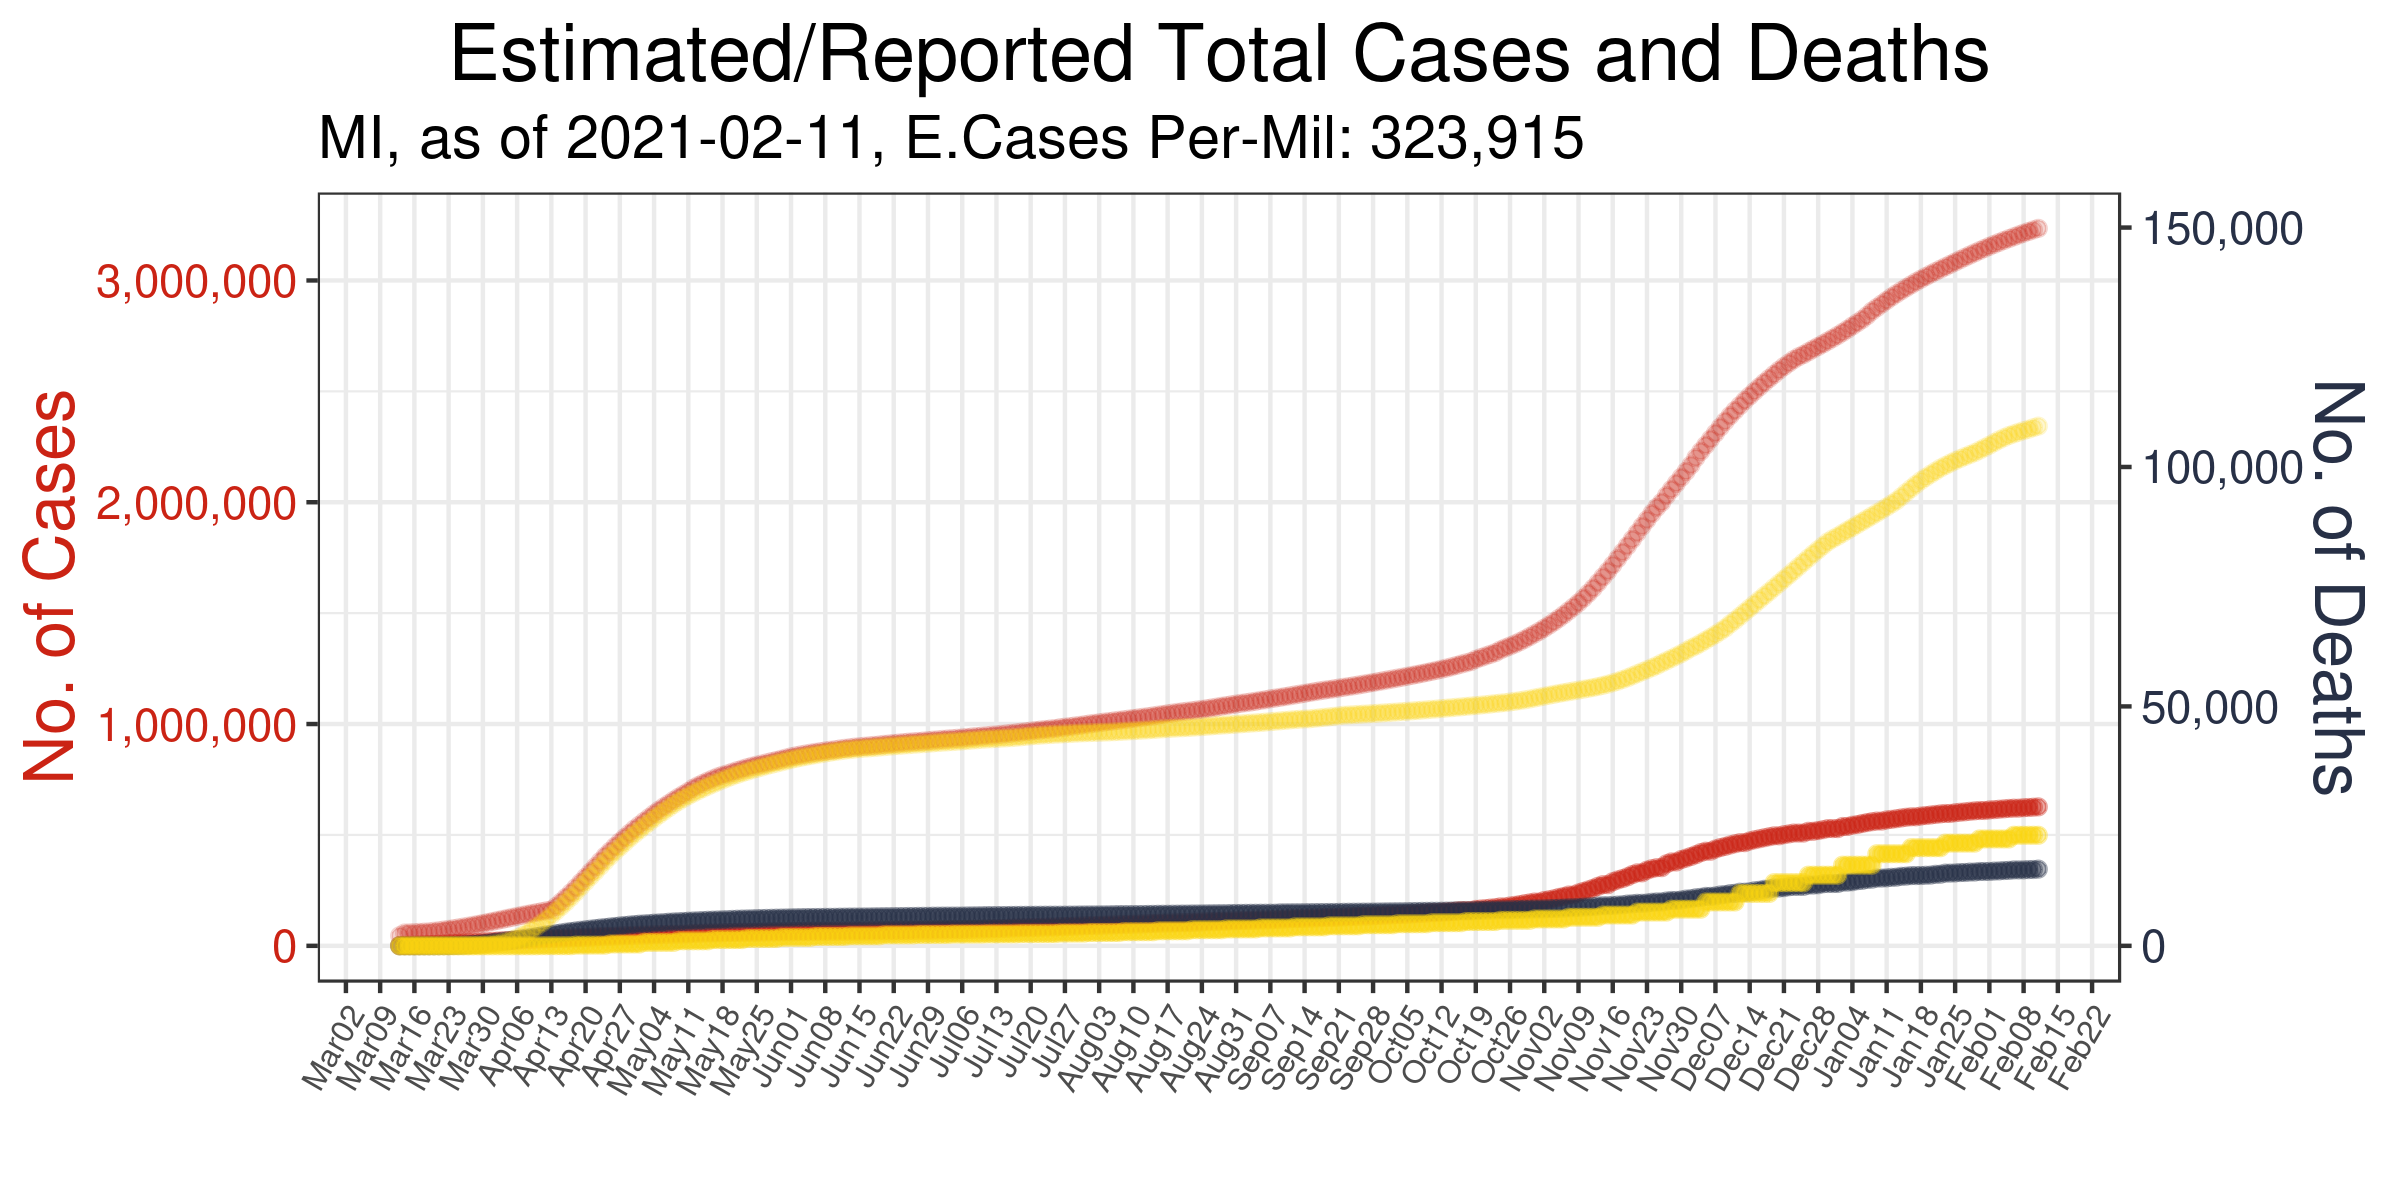 Estimated/Reported Total Cases and Deaths
MI, as of 2021-02-11, E.Cases Per-Mil: 323,915
No. of Cases
3,000,000
2,000,000
1,000,000
0
150,000
100,000
50,000
0
No. of Deaths
Mar02
Mar09
Mar16
Mar23
Mar30
Apr06
Apr13
Apr20
Apr27
May04
May11
May18
May25
Jun01
Jun08
Jun15
Jun22
Jun29
Jul06
Jul13
Jul20
Jul27
Aug03
Aug10
Aug17
Aug24
Aug31
Sep07
Sep14
Sep21
Sep28
Oct05
Oct12
Oct19
Oct26
Nov02
Nov09
Nov16
Nov23
Nov30
Dec07
Dec14
Dec21
Dec28
Jan04
Jan11
Jan18
Jan25
Feb01
Feb08
Feb15
Feb22